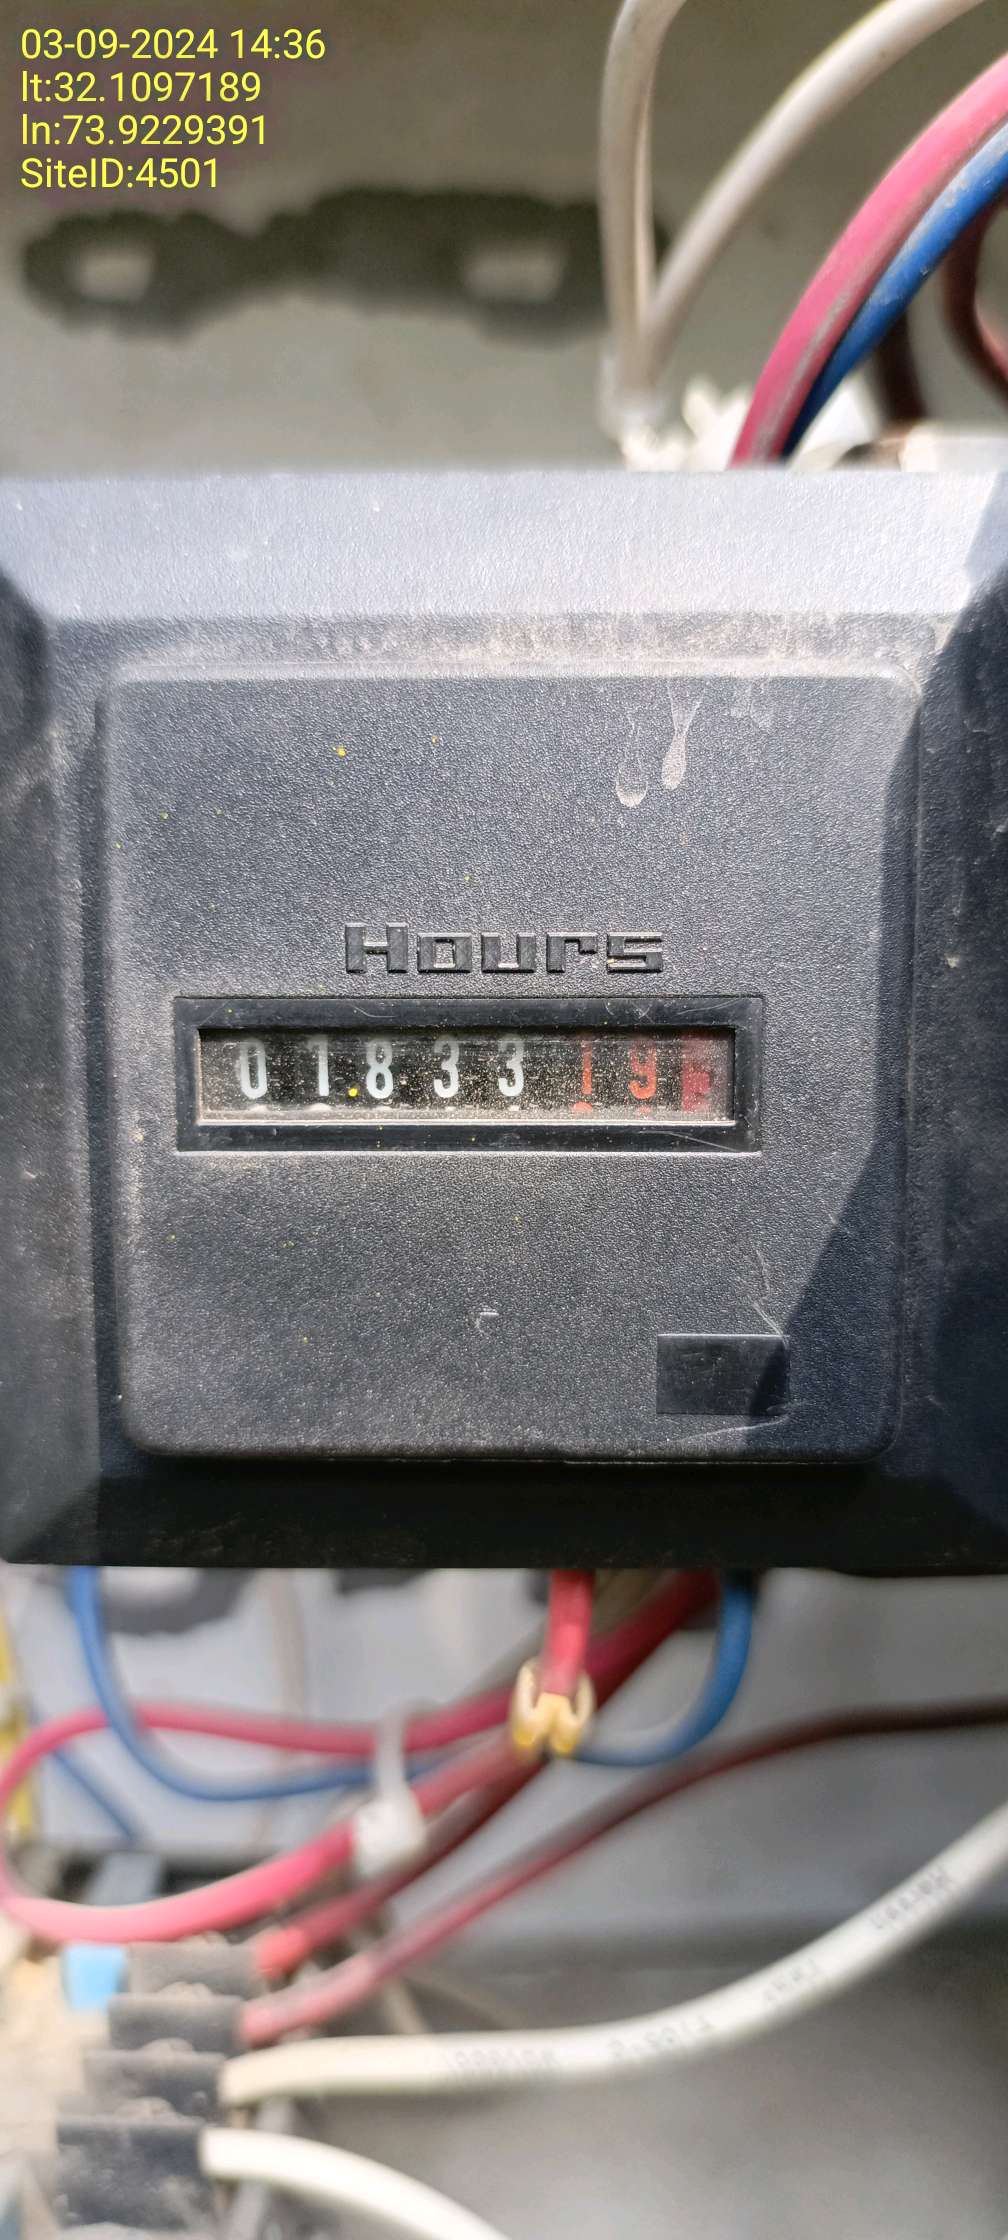 03-09-2024 14:36
lt:32.1097189
ln:73.9229391
SiteID:4501
Hours
0 1 8 3 3 1 9